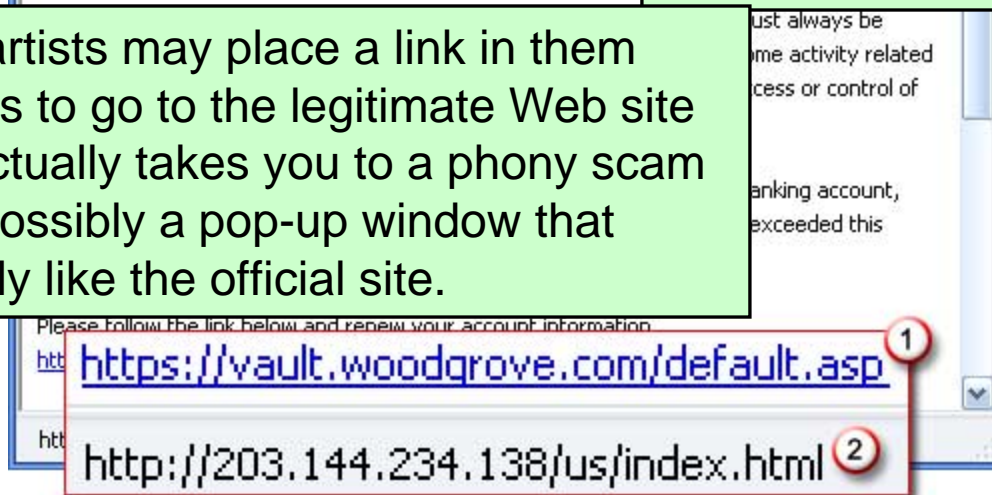 ust always be
artists may place a link in them
ome activity related
s to go to the legitimate Web site
cess or control of
ctually takes you to a phony scam
ossibly a pop-up window that
anking account,
exceeded this
ly like the official site.
Please follow the link below and renew your account information
htt
https://vault.woodgrove.com/default.asp
1
htt
http://203.144.234.138/us/index.html
2